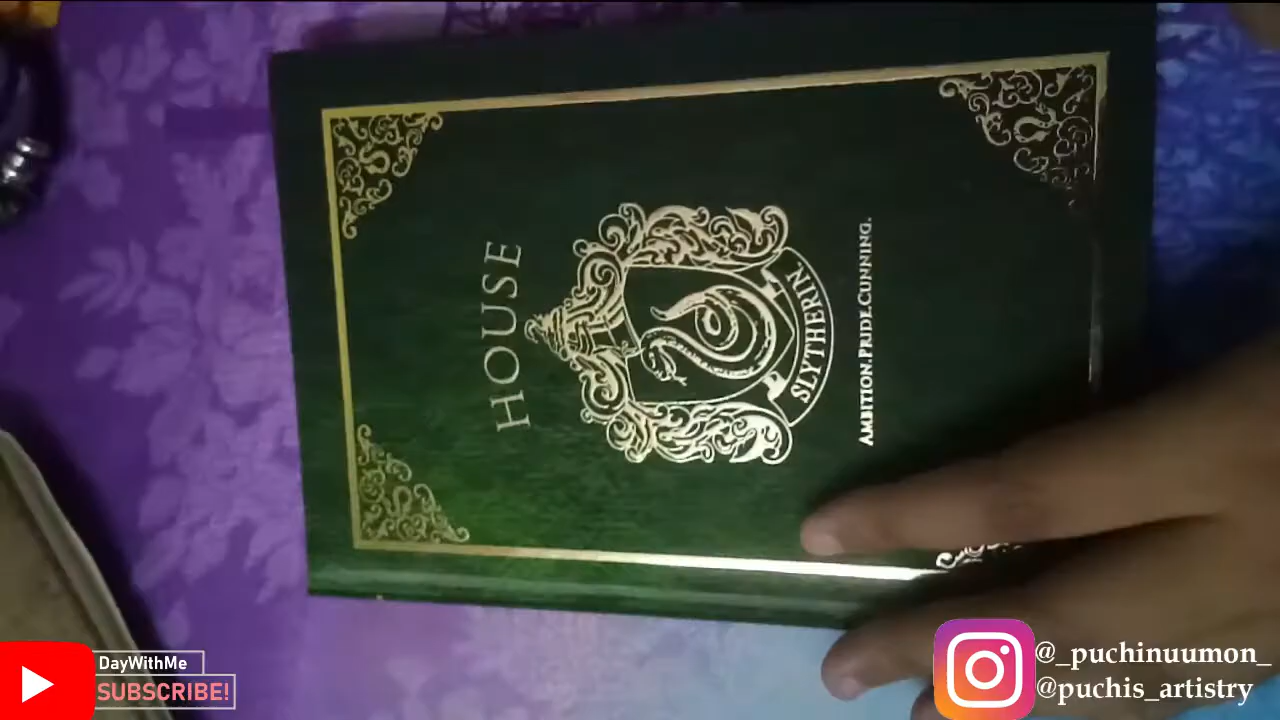 HOUSE
SLYTHERIN
AMBITION.PRIDE.CUNNING.
DayWithMe
SUBSCRIBE!
@_puchinuumon_
@puchis_artistry